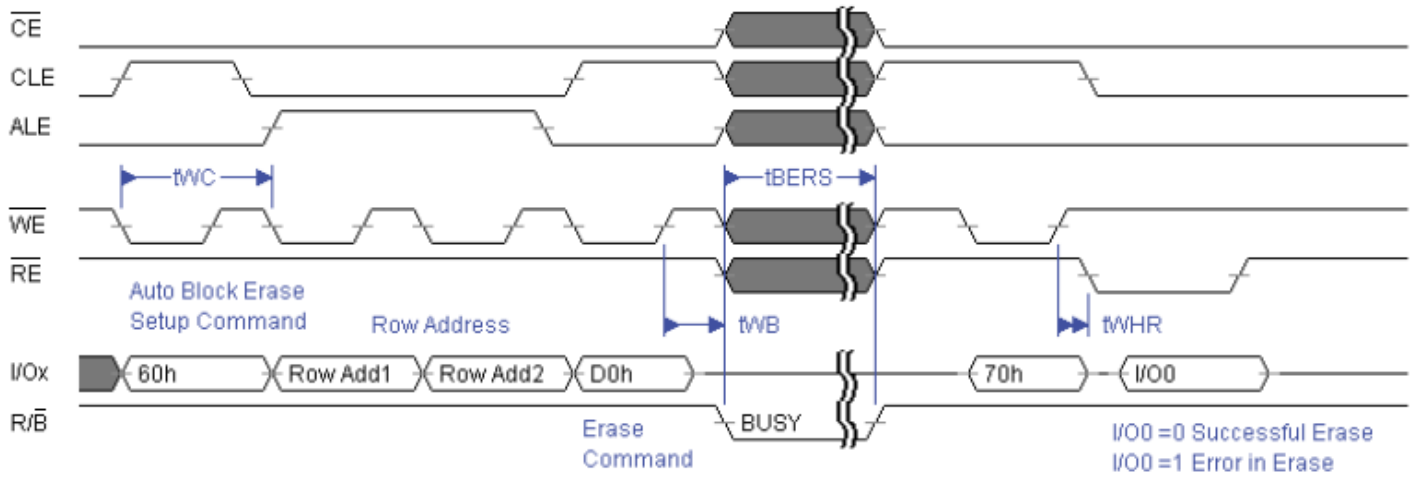 CE
CLE
ALE
tWC
tBERS
WE
RE
Auto Block Erase
Setup Command
Row Address
tWB
tWHR
I/Ox
60h
Row Add1
Row Add2
D0h
70h
I/O0
R/B
BUSY
Erase
Command
I/O0 =0 Successful Erase
I/O0 =1 Error in Erase